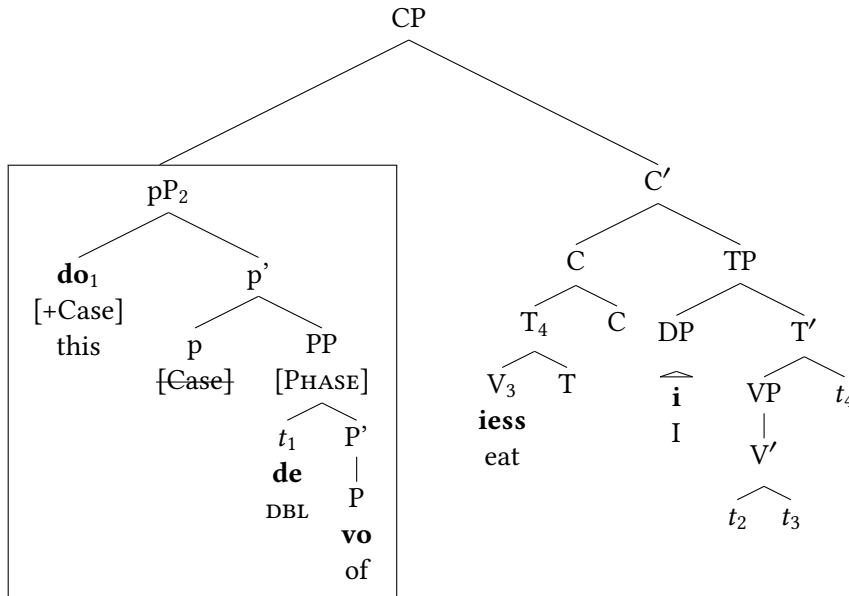 CP
pP₂ C′
do₁ p’ C TP
[+Case]
this p PP T₄ C DP T′
[Case] [PHASE] V₃ T i VP t₄
t₁ P’ iess I
de eat V′
DBL P t₂ t₃
vo
of